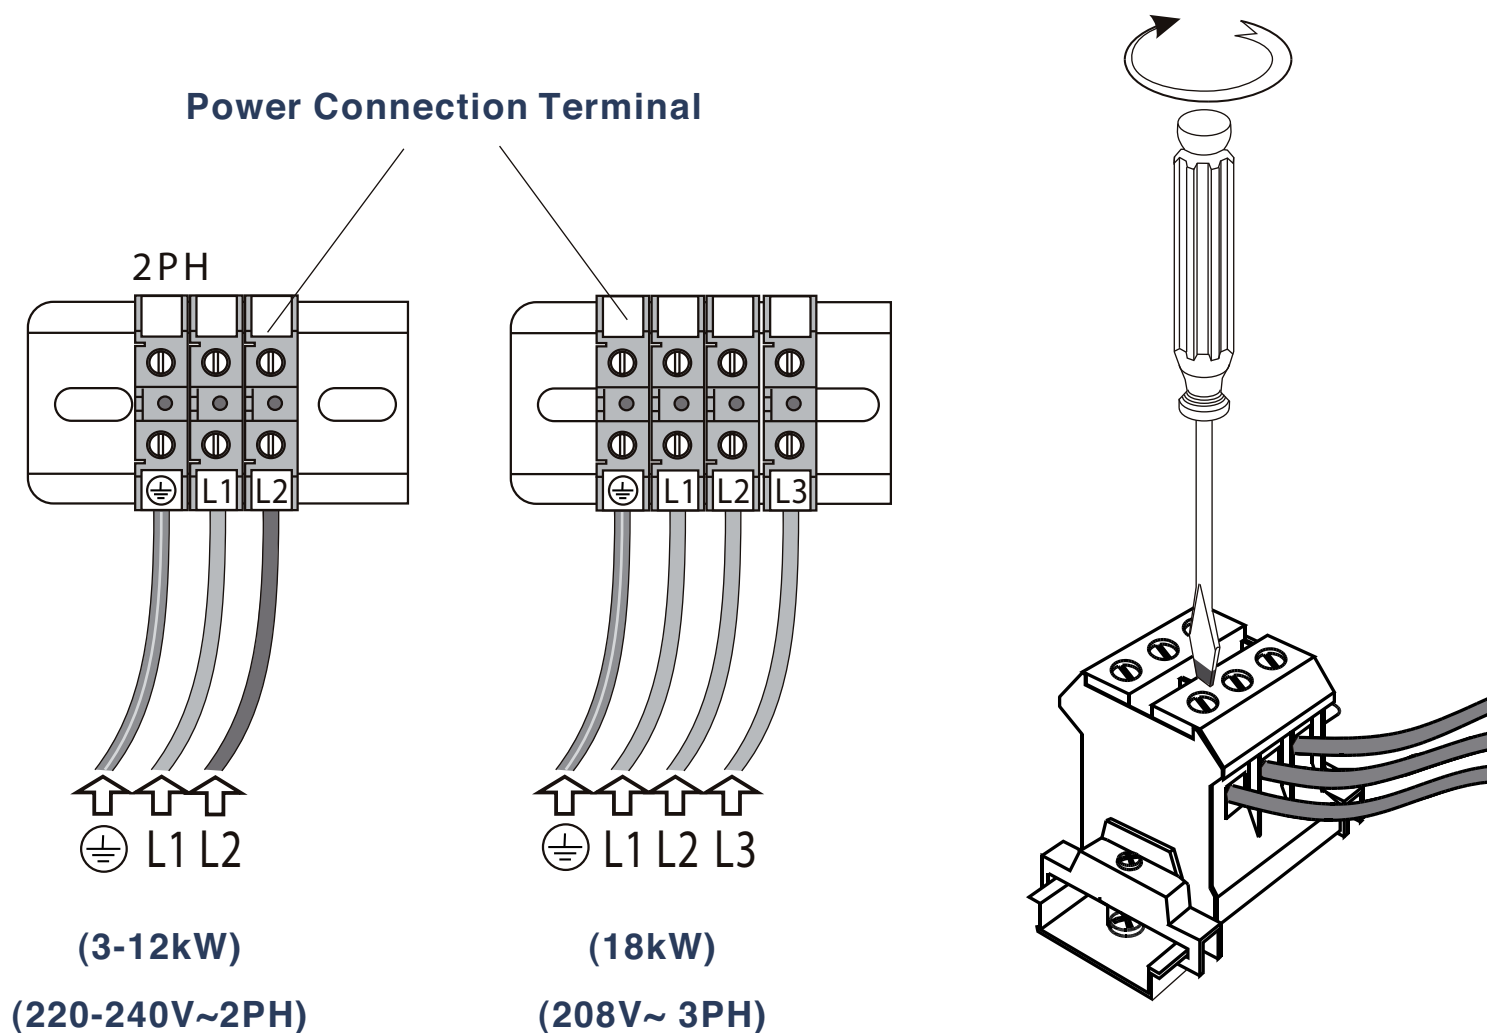 Power Connection Terminal
2PH
L1 L2
L1 L2 L3
L1 L2
L1 L2 L3
(3-12kW)
(18kW)
(220-240V~2PH)
(208V~ 3PH)